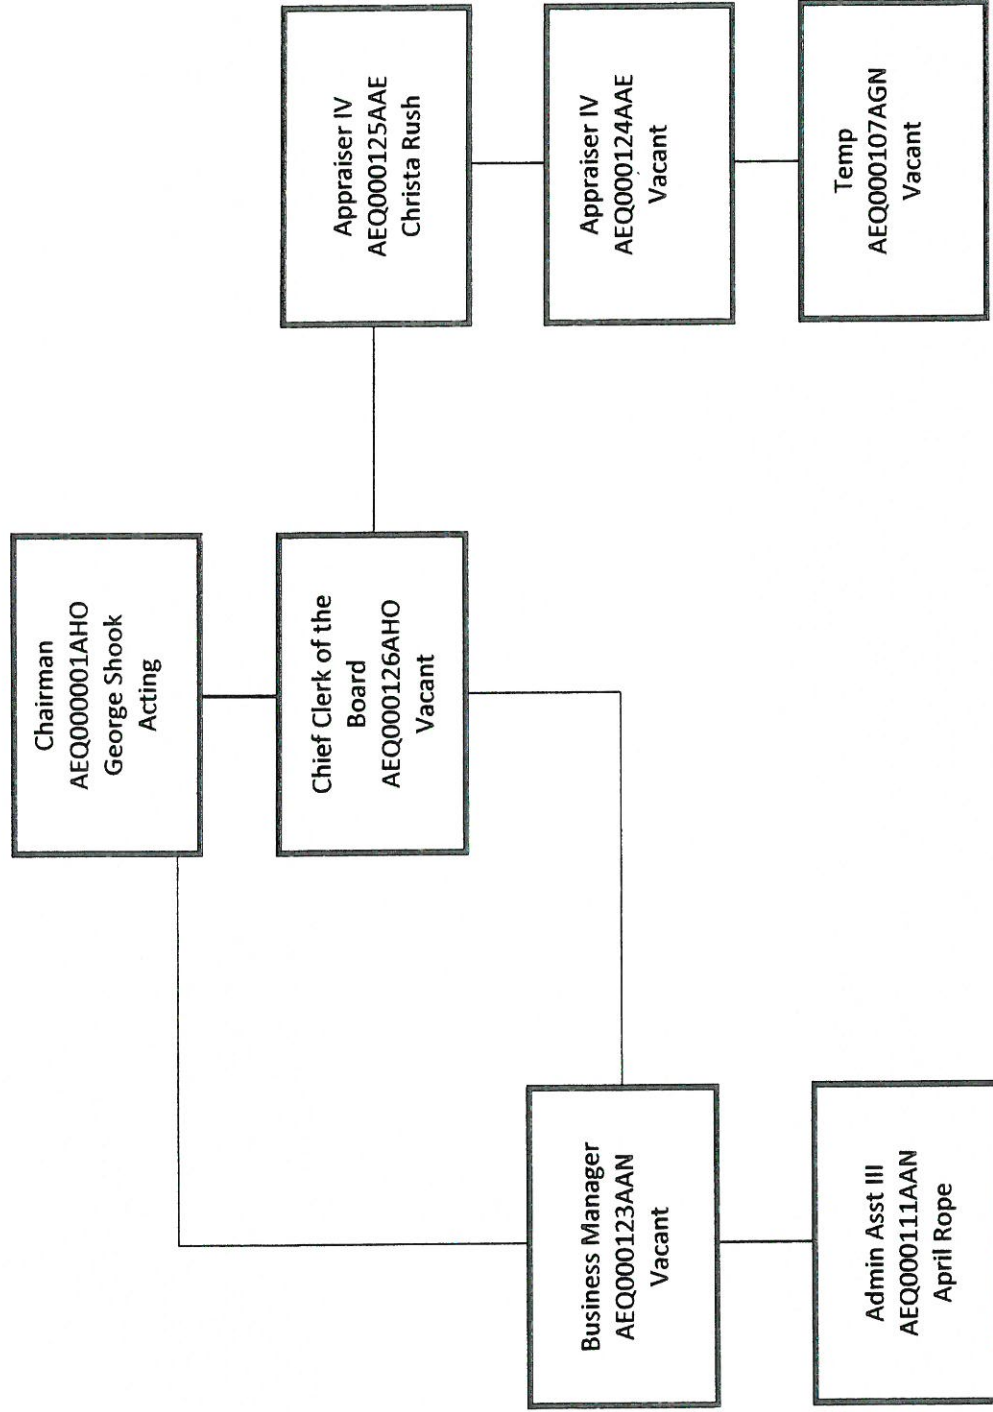 Chairman
AEQ000001AHO
George Shook
Acting
Chief Clerk of the
Board
AEQ000126AHO
Vacant
Appraiser IV
AEQ000125AAE
Christa Rush
Appraiser IV
AEQ000124AAE
Vacant
Temp
AEQ000107AGN
Vacant
Business Manager
AEQ000123AAN
Vacant
Admin Asst III
AEQ000111AAN
April Rope